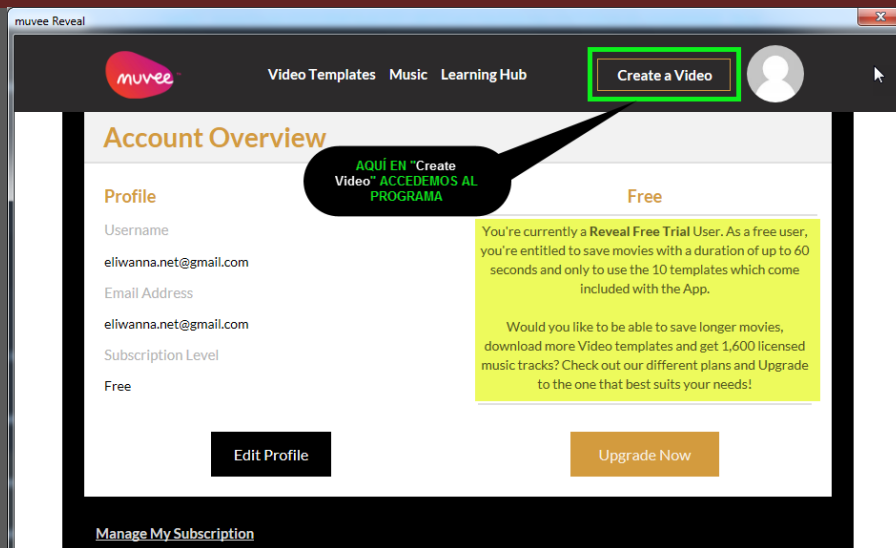 muvee Reveal
muvee
Video Templates Music Learning Hub Create a Video
Account Overview
AQUÍ EN "Create
Video" ACCEDEMOS AL
PROGRAMA
Profile
Username
eliwanna.net@gmail.com
Email Address
eliwanna.net@gmail.com
Subscription Level
Free
Edit Profile
Free
You're currently a Reveal Free Trial User. As a free user,
you're entitled to save movies with a duration of up to 60
seconds and only to use the 10 templates which come
included with the App.
Would you like to be able to save longer movies,
download more Video templates and get 1,600 licensed
music tracks? Check out our different plans and Upgrade
to the one that best suits your needs!
Upgrade Now
Manage My Subscription